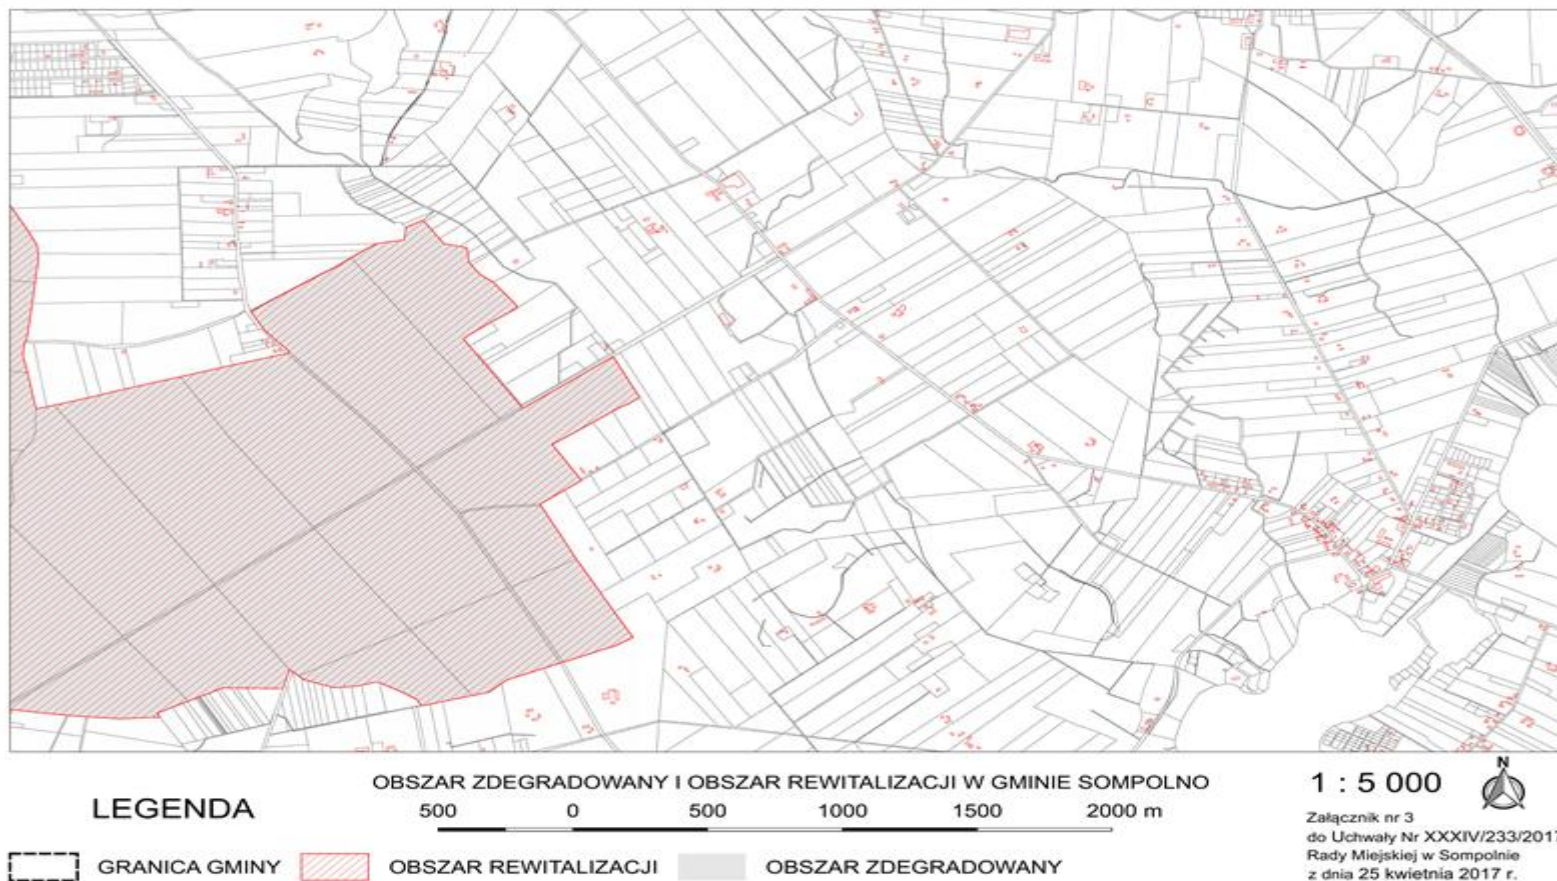 OBSZAR ZDEGRADOWANY I OBSZAR REWITALIZACJI W GMINIE SOMPOLNO
LEGENDA
500 0 500 1000 1500 2000 m
GRANICA GMINY
OBSZAR REWITALIZACJI
OBSZAR ZDEGRADOWANY
1 : 5 000
N
Załącznik nr 3
do Uchwały Nr XXXIV/233/2017
Rady Miejskiej w Sompolnie
z dnia 25 kwietnia 2017 r.